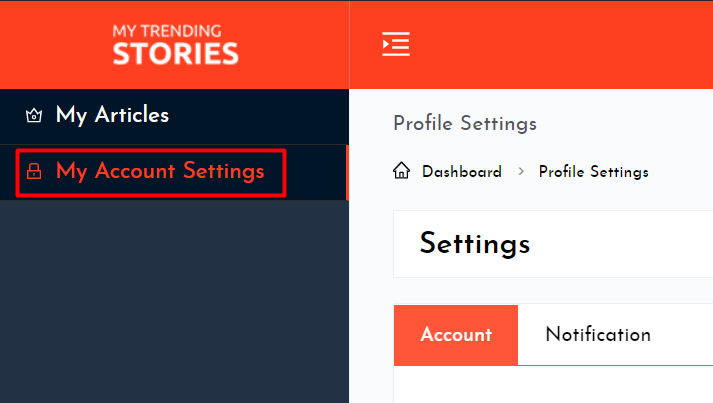 MY TRENDING
STORIES
My Articles
My Account Settings
Profile Settings
Dashboard > Profile Settings
Settings
Account Notification